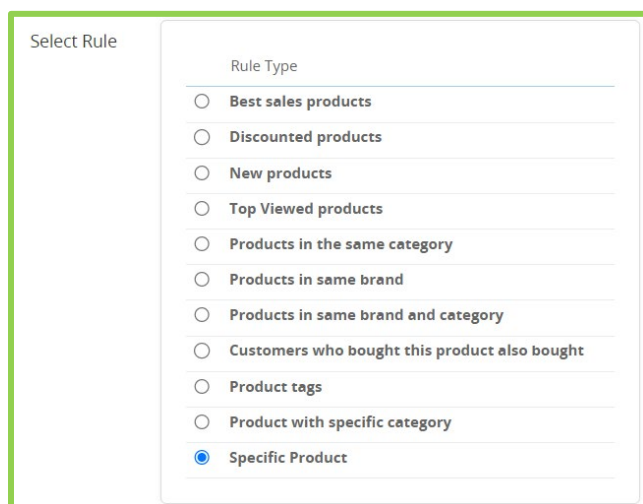 Select Rule
Rule Type
Best sales products
Discounted products
New products
Top Viewed products
Products in the same category
Products in same brand
Products in same brand and category
Customers who bought this product also bought
Product tags
Product with specific category
Specific Product